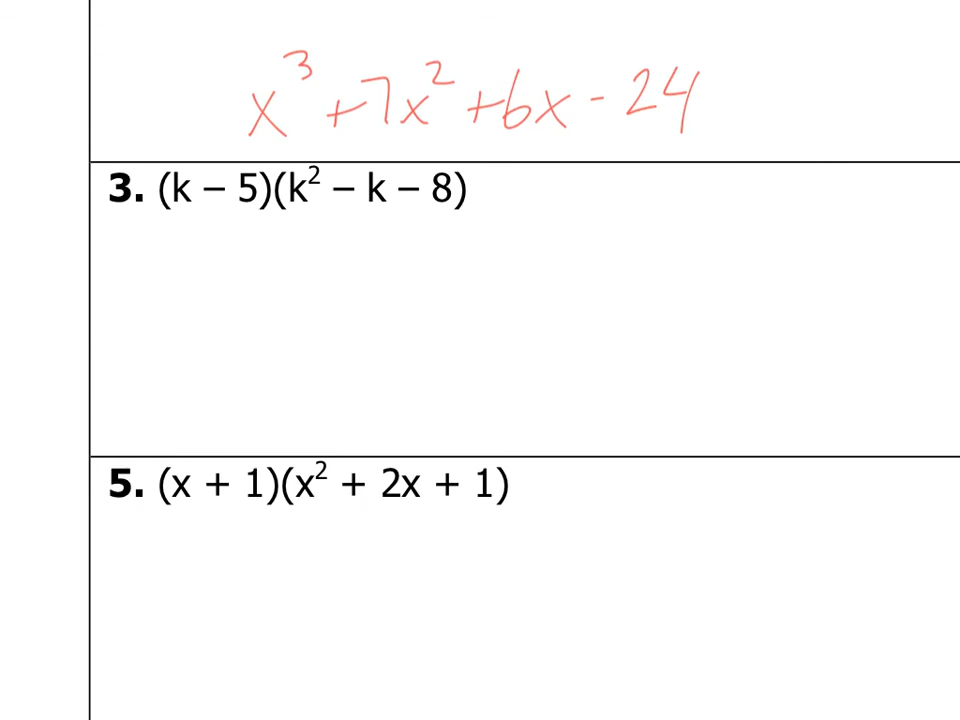 x³ + 7x² + 6x - 24
3. (k – 5)(k² – k – 8)
5. (x + 1)(x² + 2x + 1)